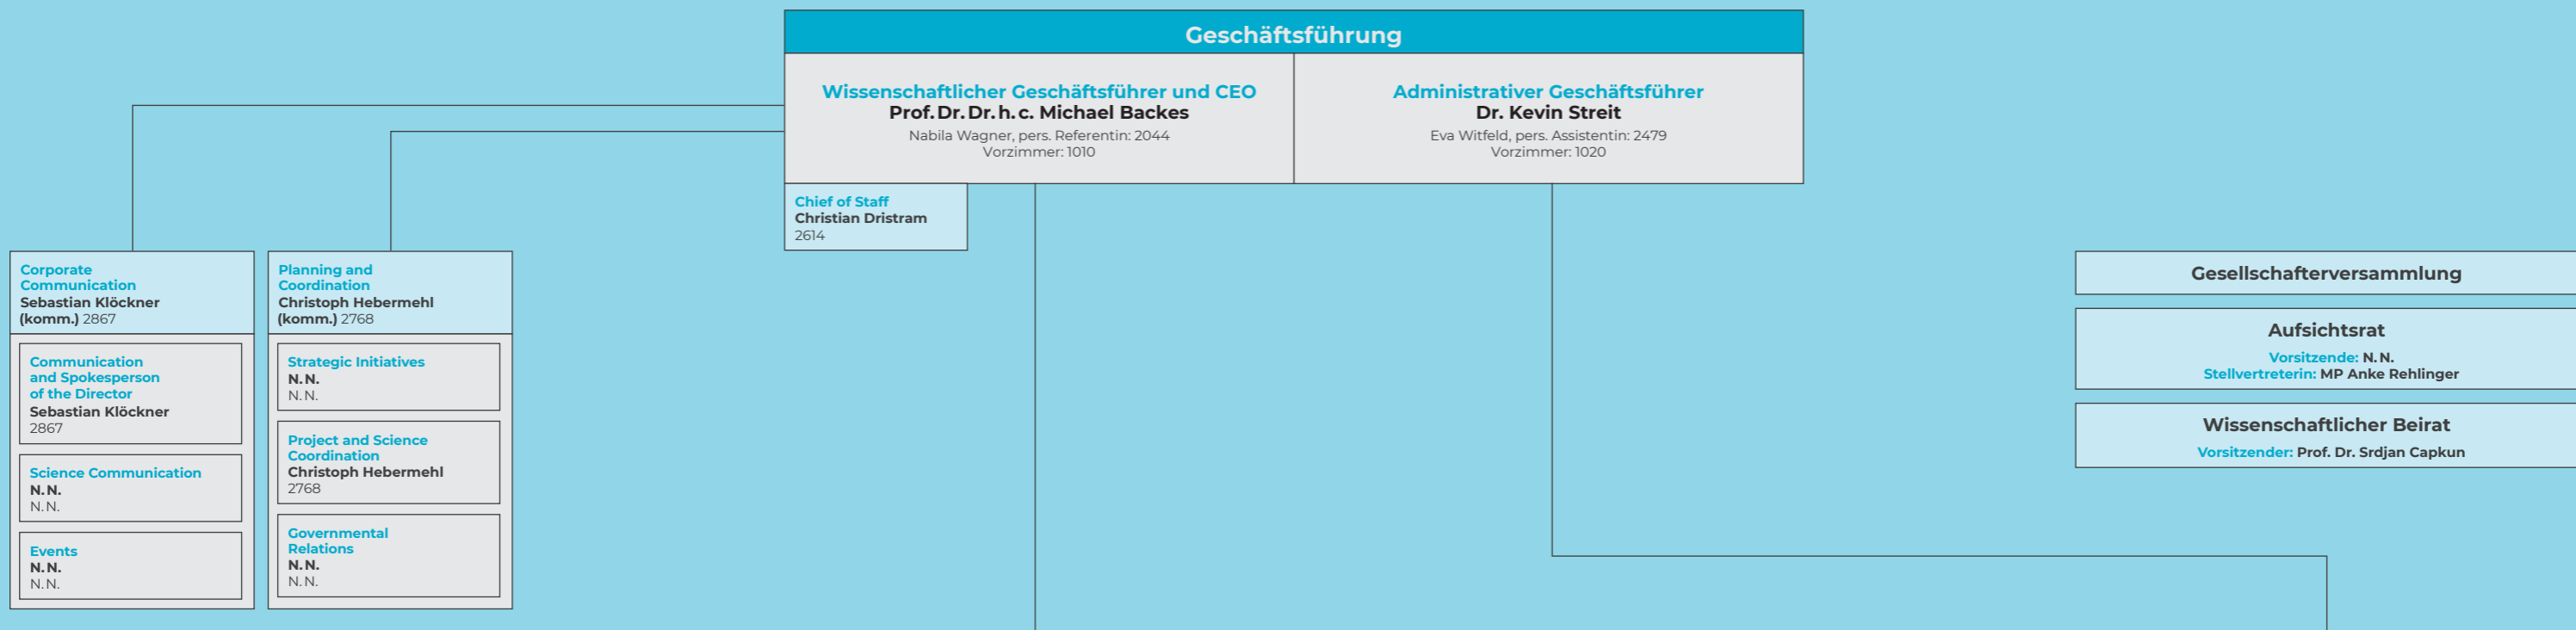 Geschäftsführung
Wissenschaftlicher Geschäftsführer und CEO
Prof. Dr. Dr. h. c. Michael Backes
Nabila Wagner, pers. Referentin: 2044
Vorzimmer: 1010
Administrativer Geschäftsführer
Dr. Kevin Streit
Eva Witfeld, pers. Assistentin: 2479
Vorzimmer: 1020
Chief of Staff
Christian Dristram
2614
Corporate
Communication
Sebastian Klöckner
(komm.) 2867
Communication
and Spokesperson
of the Director
Sebastian Klöckner
2867
Science Communication
N. N.
N. N.
Events
N. N.
N. N.
Planning and
Coordination
Christoph Hebermehl
(komm.) 2768
Strategic Initiatives
N. N.
N. N.
Project and Science
Coordination
Christoph Hebermehl
2768
Governmental
Relations
N. N.
N. N.
Gesellschafterversammlung
Aufsichtsrat
Vorsitzende: N. N.
Stellvertreterin: MP Anke Rehlinger
Wissenschaftlicher Beirat
Vorsitzender: Prof. Dr. Srdjan Capkun